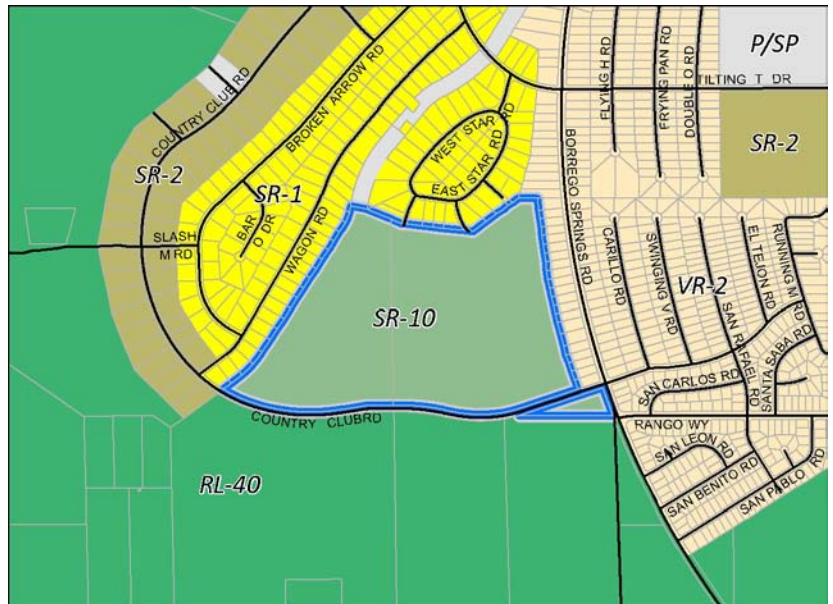 P/SP
TILTING T DR
FLYING H RD
FRYING PAN RD
DOUBLE O RD
COUNTRY CLUB RD
BROKEN ARROW RD
SR-2
SR-2
WEST STAR RD
EAST STAR RD
BORREGO SPRINGS RD
SR-1
BAR O DR
SLASH
M RD
WAGON RD
CARILLO RD
SWINGING V RD
VR-2
EL TEJON RD
RUNNING M RD
SAN RAFAEL RD
SANTA SABA RD
SR-10
SAN CARLOS RD
COUNTRY CLUBRD
RANGO WY
SAN LEON RD
SAN BENITO RD
SAN PABLO RD
RL-40